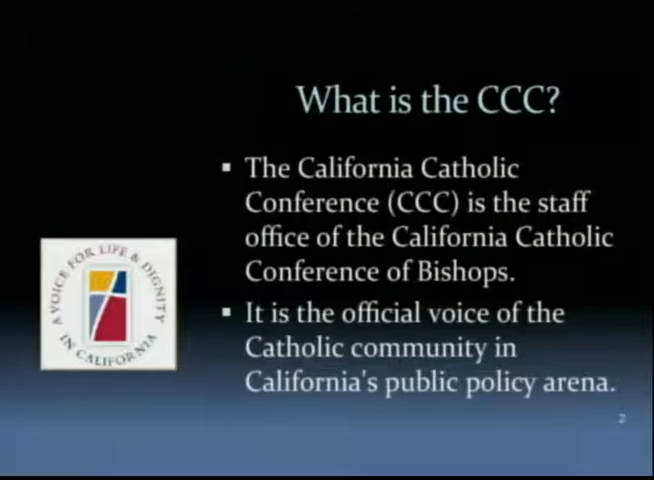 What is the CCC?
▪ The California Catholic
Conference (CCC) is the staff
office of the California Catholic
Conference of Bishops.
▪ It is the official voice of the
Catholic community in
California's public policy arena.
A VOICE FOR LIFE & DIGNITY
IN CALIFORNIA
2